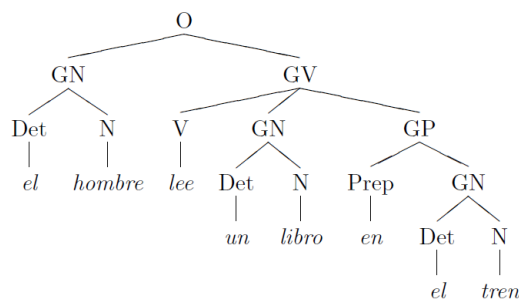 O
GN GV
Det N V GN GP
el hombre lee Det N Prep GN
un libro en Det N
el tren